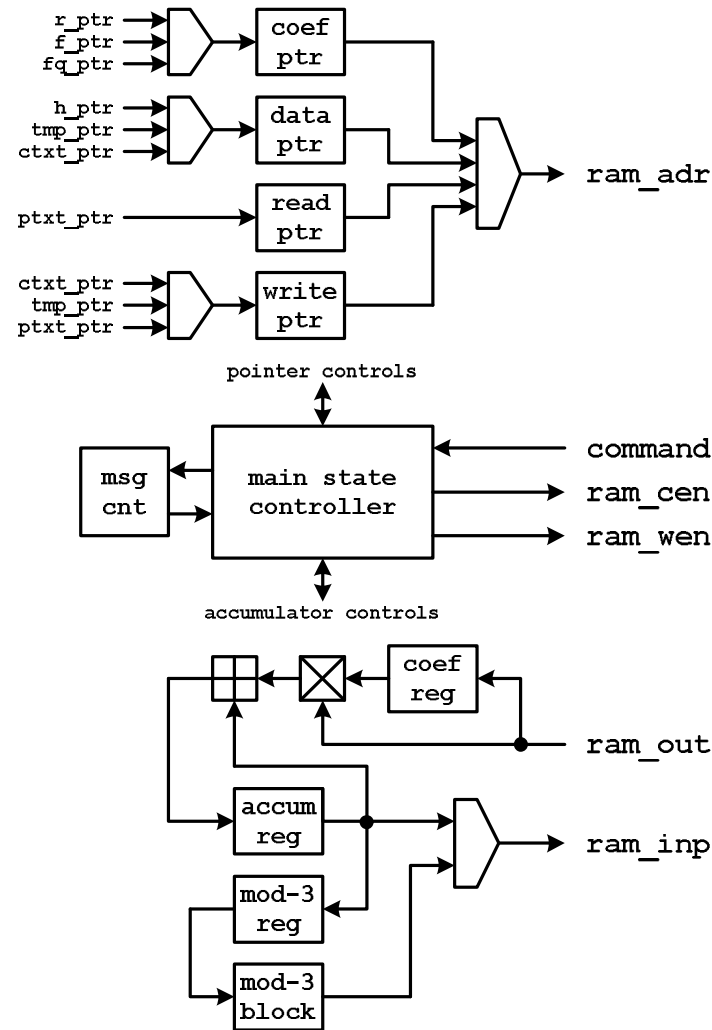 r_ptr
f_ptr
fq_ptr
coef
ptr
h_ptr
tmp_ptr
ctxt_ptr
data
ptr
ram_adr
ptxt_ptr
read
ptr
ctxt_ptr
tmp_ptr
ptxt_ptr
write
ptr
pointer controls
msg
cnt
main state
controller
command
ram_cen
ram_wen
accumulator controls
coef
reg
ram_out
accum
reg
ram_inp
mod-3
reg
mod-3
block